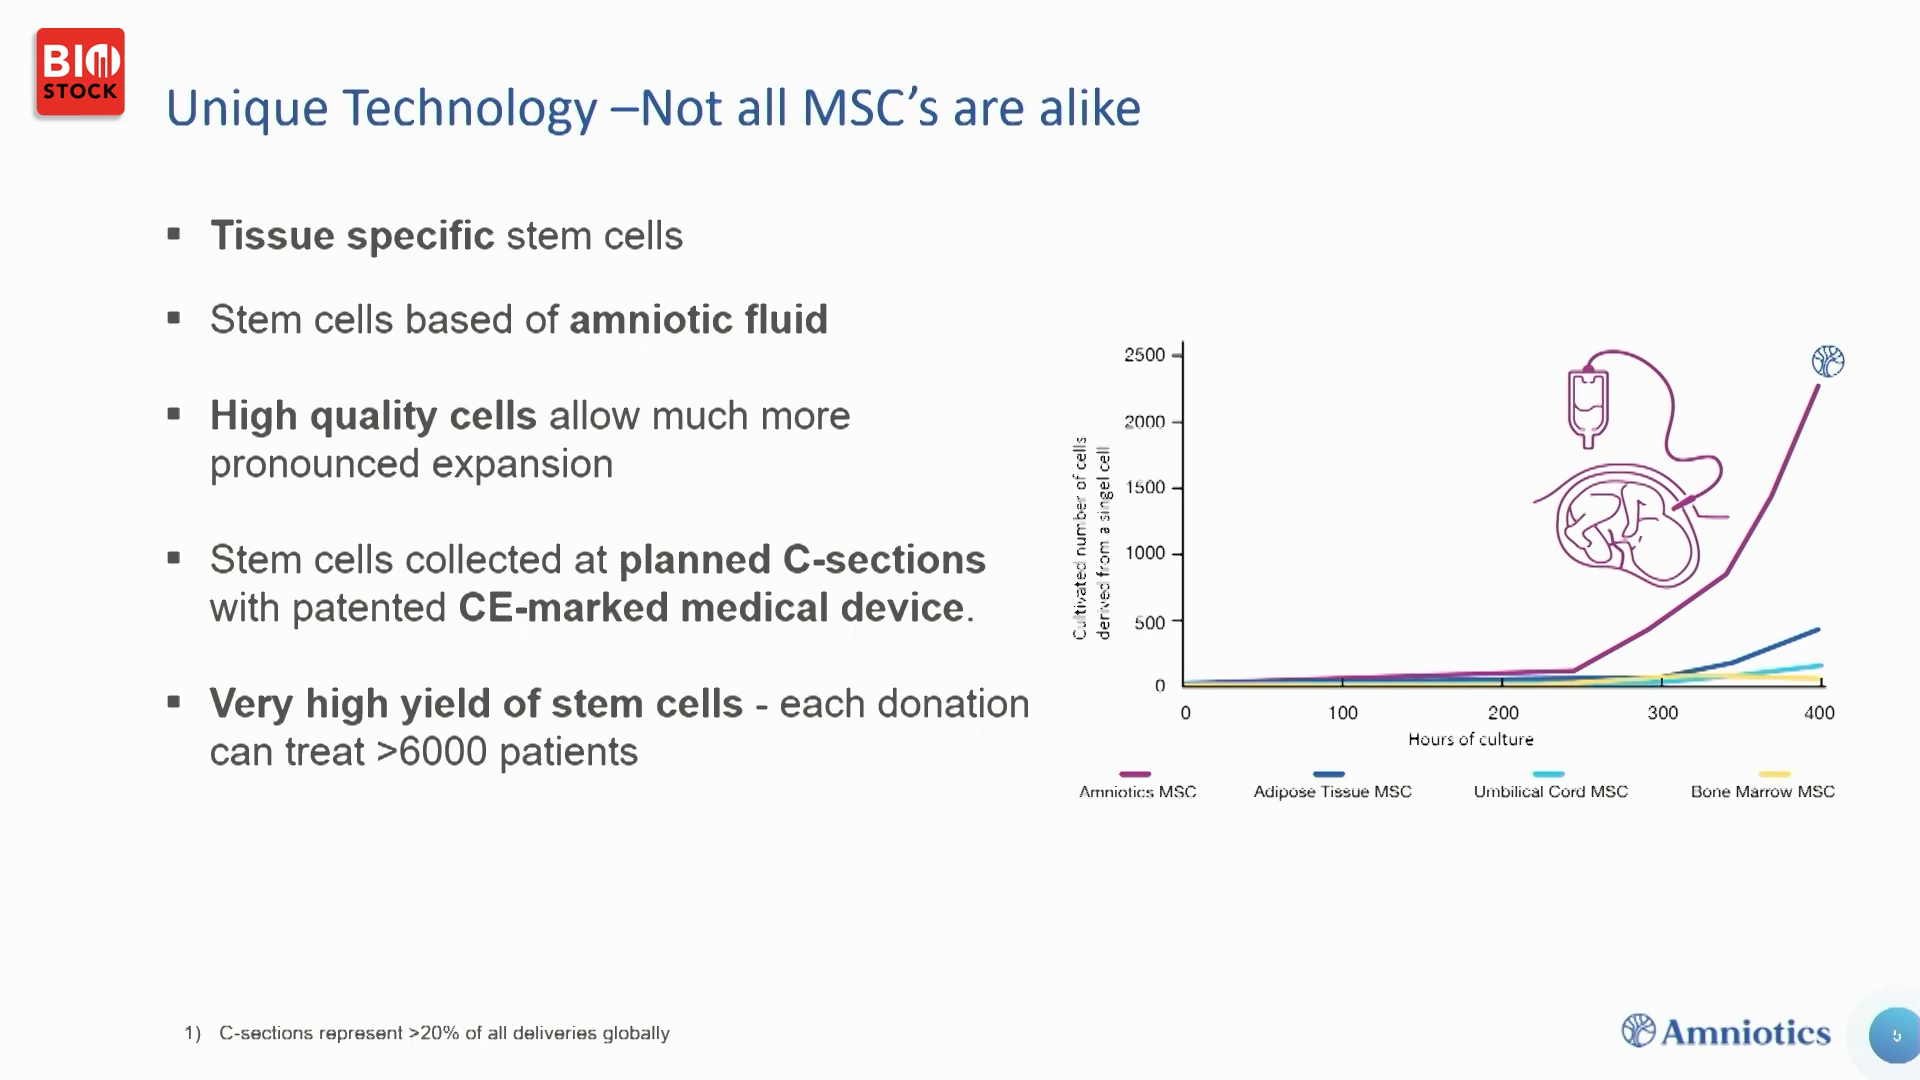 BIO
STOCK
Unique Technology –Not all MSC’s are alike
▪ Tissue specific stem cells
▪ Stem cells based of amniotic fluid
▪ High quality cells allow much more
pronounced expansion
▪ Stem cells collected at planned C-sections
with patented CE-marked medical device.
▪ Very high yield of stem cells - each donation
can treat >6000 patients
Cultivated number of cells
derived from a singel cell
2500
2000
1500
1000
500
0
0 100 200 300 400
Hours of culture
Amniotics MSC Adipose Tissue MSC Umbilical Cord MSC Bone Marrow MSC
1) C-sections represent >20% of all deliveries globally
Amniotics
5